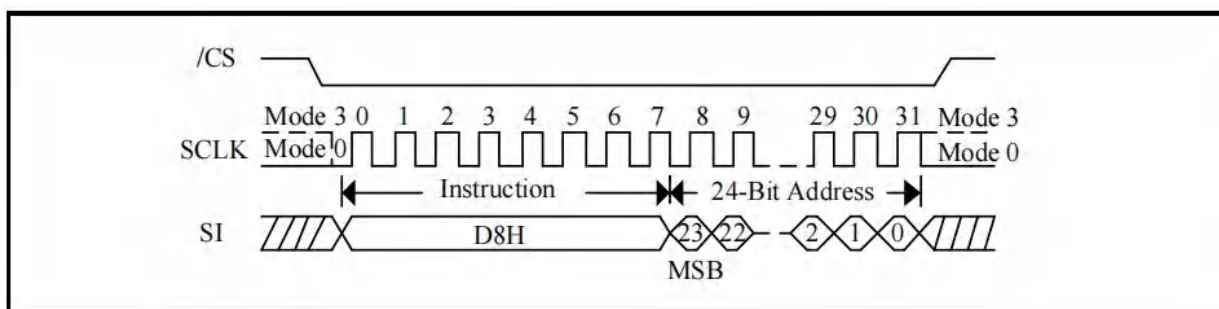 /CS
Mode 3 0 1 2 3 4 5 6 7 8 9 29 30 31 Mode 3
SCLK Mode 0 Mode 0
Instruction 24-Bit Address
SI D8H 23 22 2 1 0
MSB